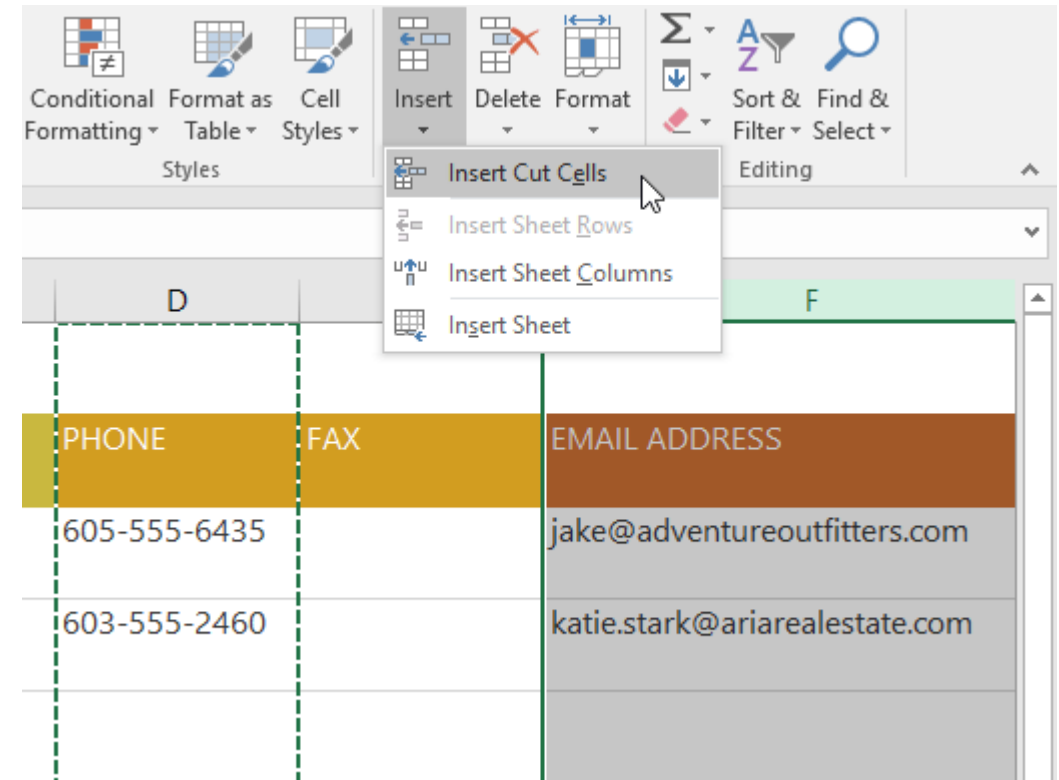 Conditional Formatting
Format as Table
Cell Styles
Insert
Delete
Format
Σ
Sort & Filter
Find & Select
Styles
Editing
Insert Cut Cells
Insert Sheet Rows
Insert Sheet Columns
Insert Sheet
D
F
PHONE
FAX
EMAIL ADDRESS
605-555-6435
jake@adventureoutfitters.com
603-555-2460
katie.stark@ariarealestate.com